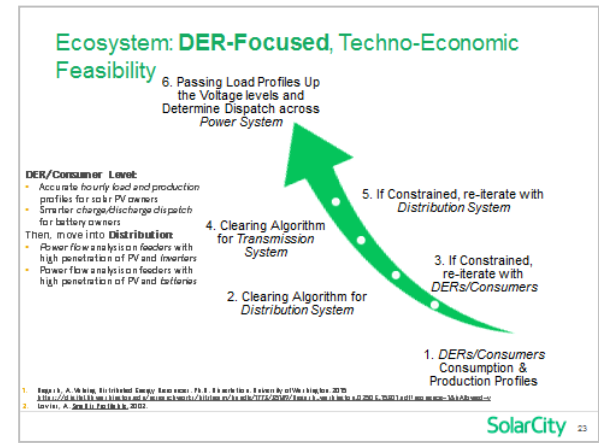 Ecosystem: DER-Focused, Techno-Economic
Feasibility
6. Passing Load Profiles Up
the Voltage levels and
Determine Dispatch across
Power System
DER/Consumer Level:
• Accurate hourly load and production
profiles for solar PV owners
• Smarter charge/discharge dispatch
for battery owners
Then, move into Distribution:
• Power flow analysis on feeders with
high penetration of PV and Inverters
• Power flow analysis on feeders with
high penetration of PV and batteries
5. If Constrained, re-iterate with
Distribution System
4. Clearing Algorithm
for Transmission
System
3. If Constrained,
re-iterate with
DERs/Consumers
2. Clearing Algorithm for
Distribution System
1. DERs/Consumers
Consumption &
Production Profiles
1. A. Valuing Distributed Energy Resources. Ph.D. Dissertation. University of Washington. 2015
2. Lovins, A. Small is Profitable. 2002.
SolarCity
23